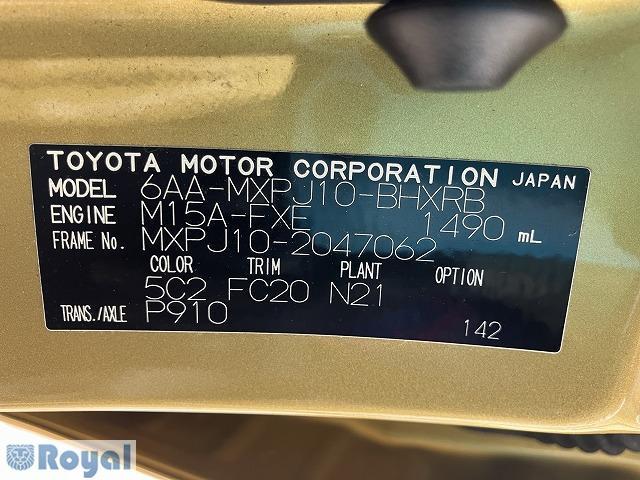 TOYOTA MOTOR CORPORATION JAPAN
MODEL 6AA-MXPJ10-BHXRB
ENGINE M15A-FXE 1490 mL
FRAME No. MXPJ10-2047062
COLOR TRIM PLANT OPTION
5C2 FC20 N21
TRANS./AXLE P910 142
Royal